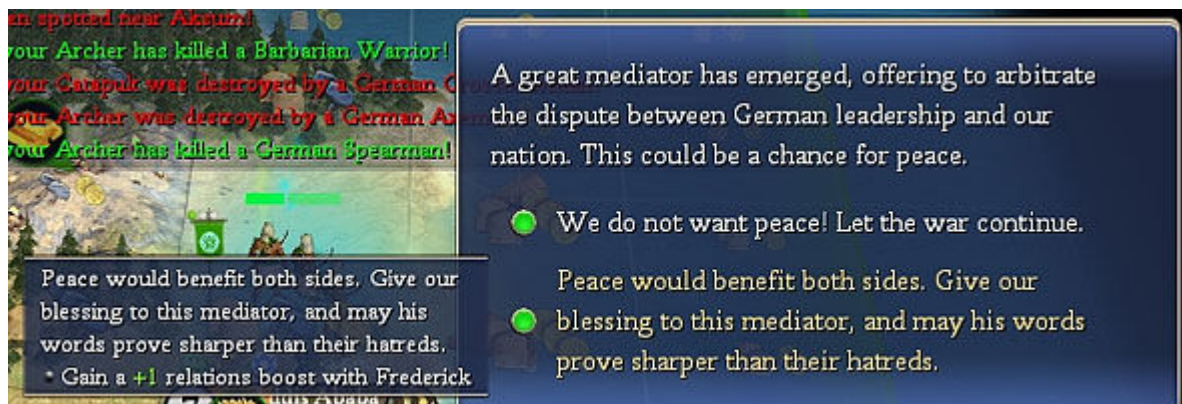 en spotted near Aksum!
your Archer has killed a Barbarian Warrior!
your Catapult was destroyed by a German
your Archer was destroyed by a German
your Archer has killed a German Spearman!
A great mediator has emerged, offering to arbitrate
the dispute between German leadership and our
nation. This could be a chance for peace.
We do not want peace! Let the war continue.
Peace would benefit both sides. Give our
blessing to this mediator, and may his words
prove sharper than their hatreds.
Peace would benefit both sides. Give our
blessing to this mediator, and may his
words prove sharper than their hatreds.
* Gain a +1 relations boost with Frederick
Ababa